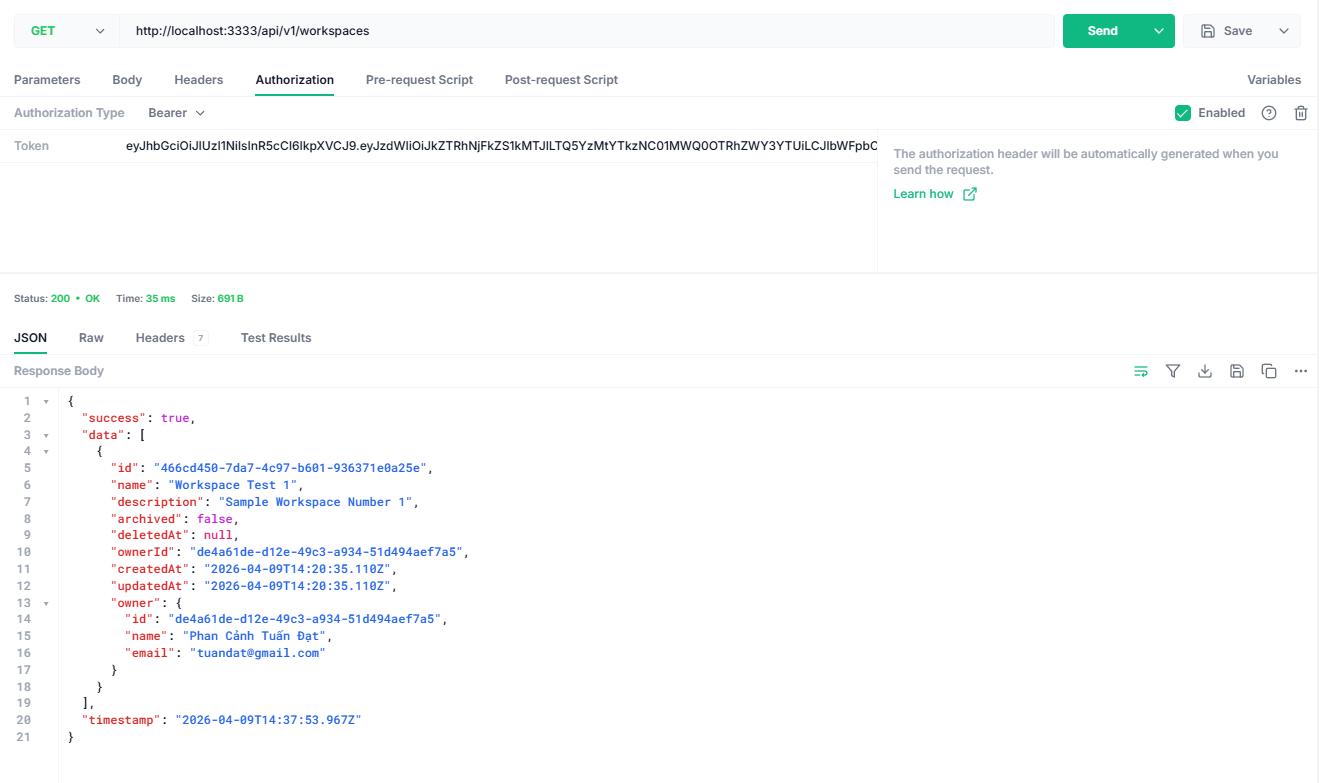 GET http://localhost:3333/api/v1/workspaces Send Save
Parameters Body Headers Authorization Pre-request Script Post-request Script Variables
Authorization Type Bearer Enabled
Token eyJhbGciOiJIUzI1NiIsInR5cCI6IkpXVCJ9.eyJzdWIiOiJkZTRhNjFkZS1kMTJlLTQ5YzMtYTkzNC01MWQ0OTRhZWY3YTUiLCJlbWFpbC
The authorization header will be automatically generated when you
send the request.
Learn how
Status: 200 • OK Time: 35 ms Size: 691 B
JSON Raw Headers 7 Test Results
Response Body
1 {
2 "success": true,
3 "data": [
4 {
5 "id": "466cd450-7da7-4c97-b601-936371e0a25e",
6 "name": "Workspace Test 1",
7 "description": "Sample Workspace Number 1",
8 "archived": false,
9 "deletedAt": null,
10 "ownerId": "de4a61de-d12e-49c3-a934-51d494aef7a5",
11 "createdAt": "2026-04-09T14:20:35.110Z",
12 "updatedAt": "2026-04-09T14:20:35.110Z",
13 "owner": {
14 "id": "de4a61de-d12e-49c3-a934-51d494aef7a5",
15 "name": "Phan Cảnh Tuấn Đạt",
16 "email": "tuandat@gmail.com"
17 }
18 }
19 ],
20 "timestamp": "2026-04-09T14:37:53.967Z"
21 }